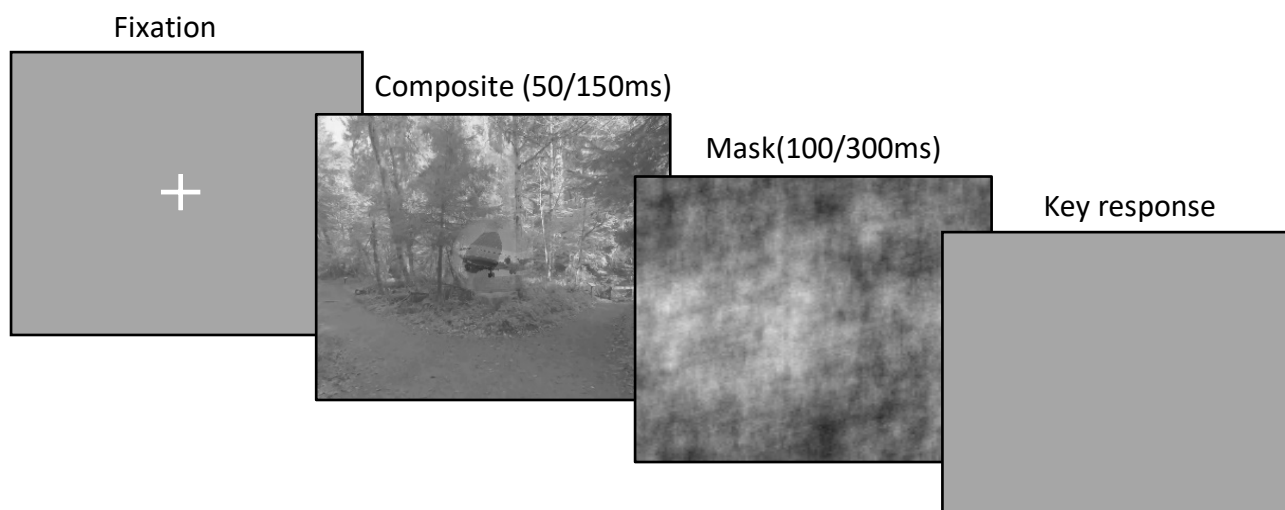 Fixation
Composite (50/150ms)
Mask(100/300ms)
Key response